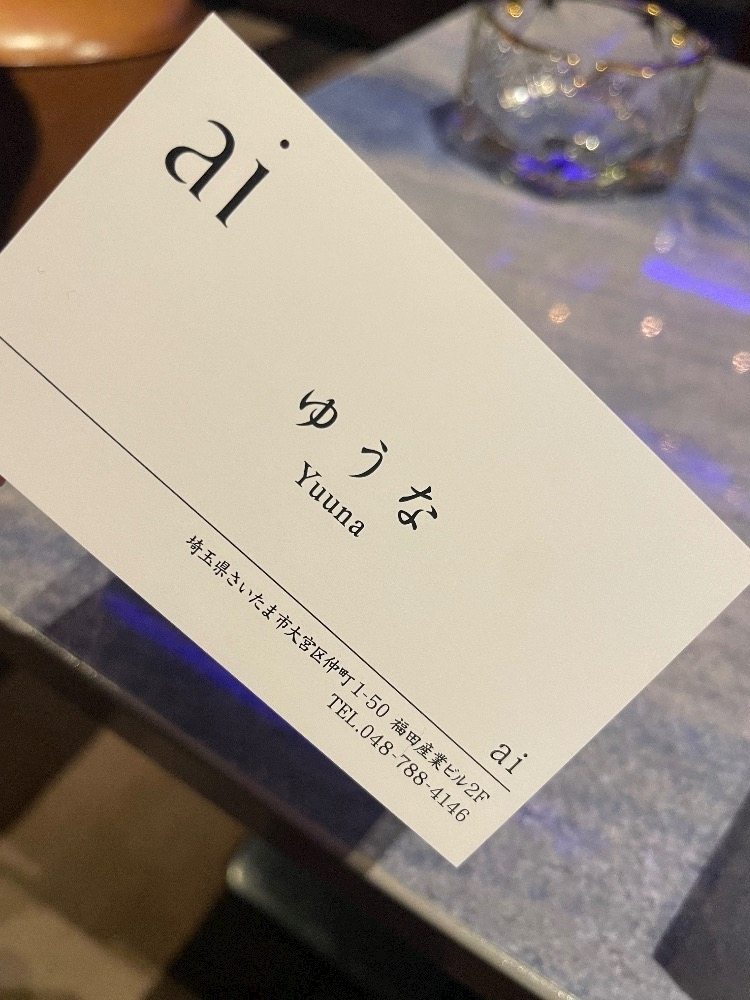 ai
ゆうな
Yuuna
ai
埼玉県さいたま市大宮区仲町1-50 福田産業ビル2F
TEL.048-788-4146